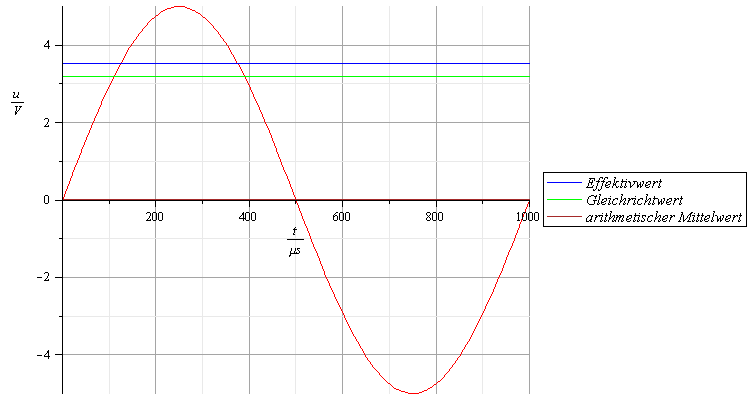 4
u
V
2
0
200
400
600
800
1000
t
μs
−2
−4
Effektivwert
Gleichrichtwert
arithmetischer Mittelwert